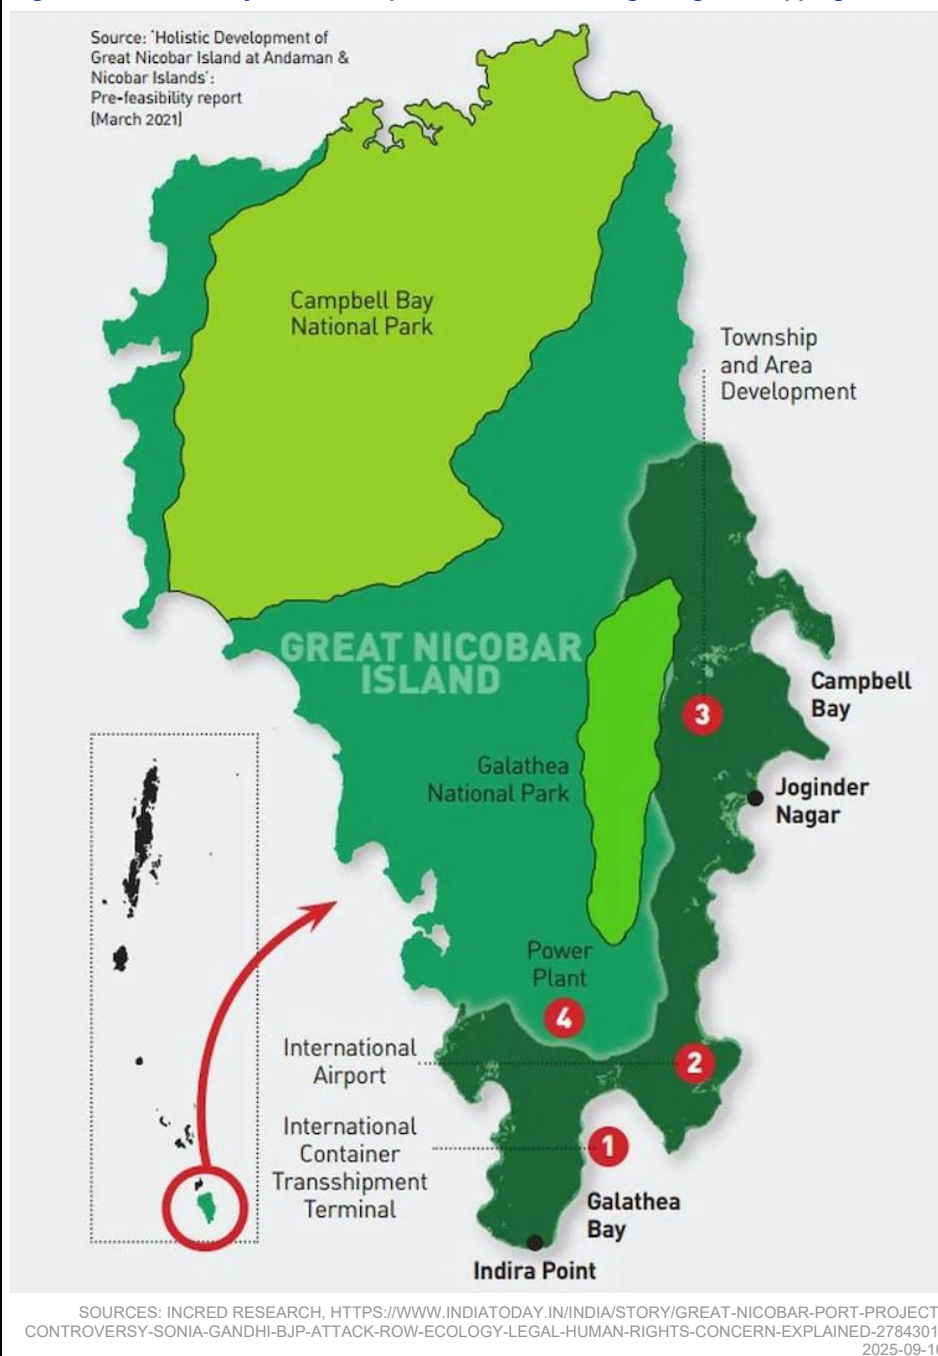 Source: ‘Holistic Development of
Great Nicobar Island at Andaman &
Nicobar Islands’:
Pre-feasibility report
(March 2021)
Campbell Bay
National Park
Township
and Area
Development
GREAT NICOBAR
ISLAND
Campbell
Bay
3
Galathea
National Park
Joginder
Nagar
Power
Plant
4
International
Airport
2
International
Container
Transshipment
Terminal
1
Galathea
Bay
Indira Point
SOURCES: INCRED RESEARCH, HTTPS://WWW.INDIATODAY.IN/INDIA/STORY/GREAT-NICOBAR-PORT-PROJECT
CONTROVERSY-SONIA-GANDHI-BJP-ATTACK-ROW-ECOLOGY-LEGAL-HUMAN-RIGHTS-CONCERN-EXPLAINED-2784301
2025-09-10